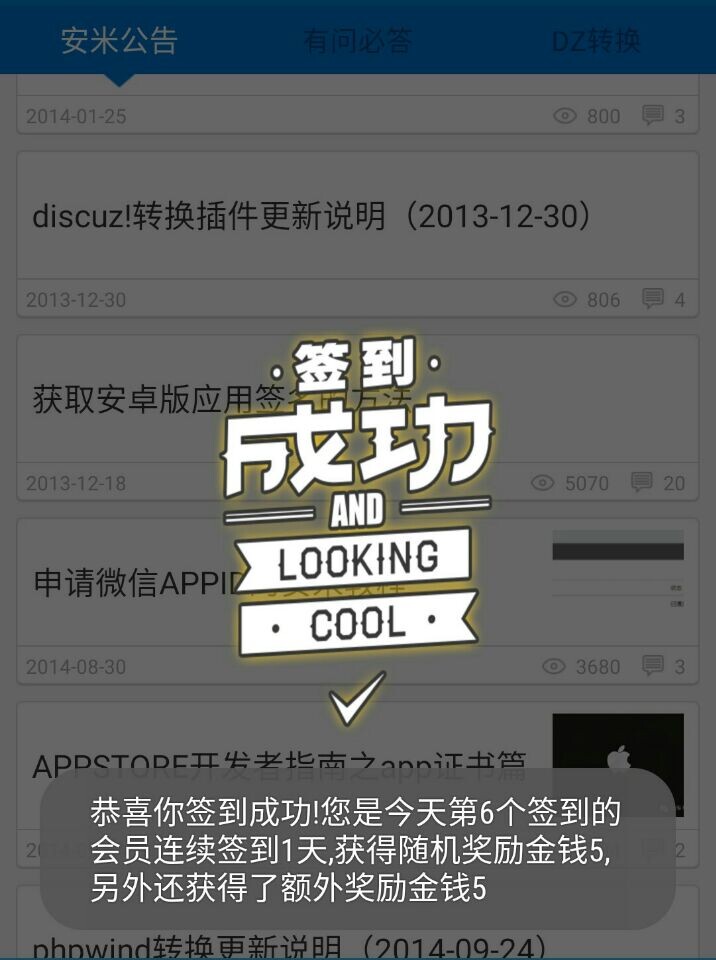 安米公告
有问必答
DZ转换
2014-01-25
800
3
discuz!转换插件更新说明（2013-12-30）
2013-12-30
806
4
获取安卓版应用签名的方法
2013-12-18
5070
20
·签到·
成功
AND
LOOKING
· COOL ·
申请微信APPID
2014-08-30
3680
3
APPSTORE开发者指南之app证书篇
2
恭喜你签到成功!您是今天第6个签到的
会员连续签到1天,获得随机奖励金钱5,
另外还获得了额外奖励金钱5
phpwind转换更新说明（2014-09-24）